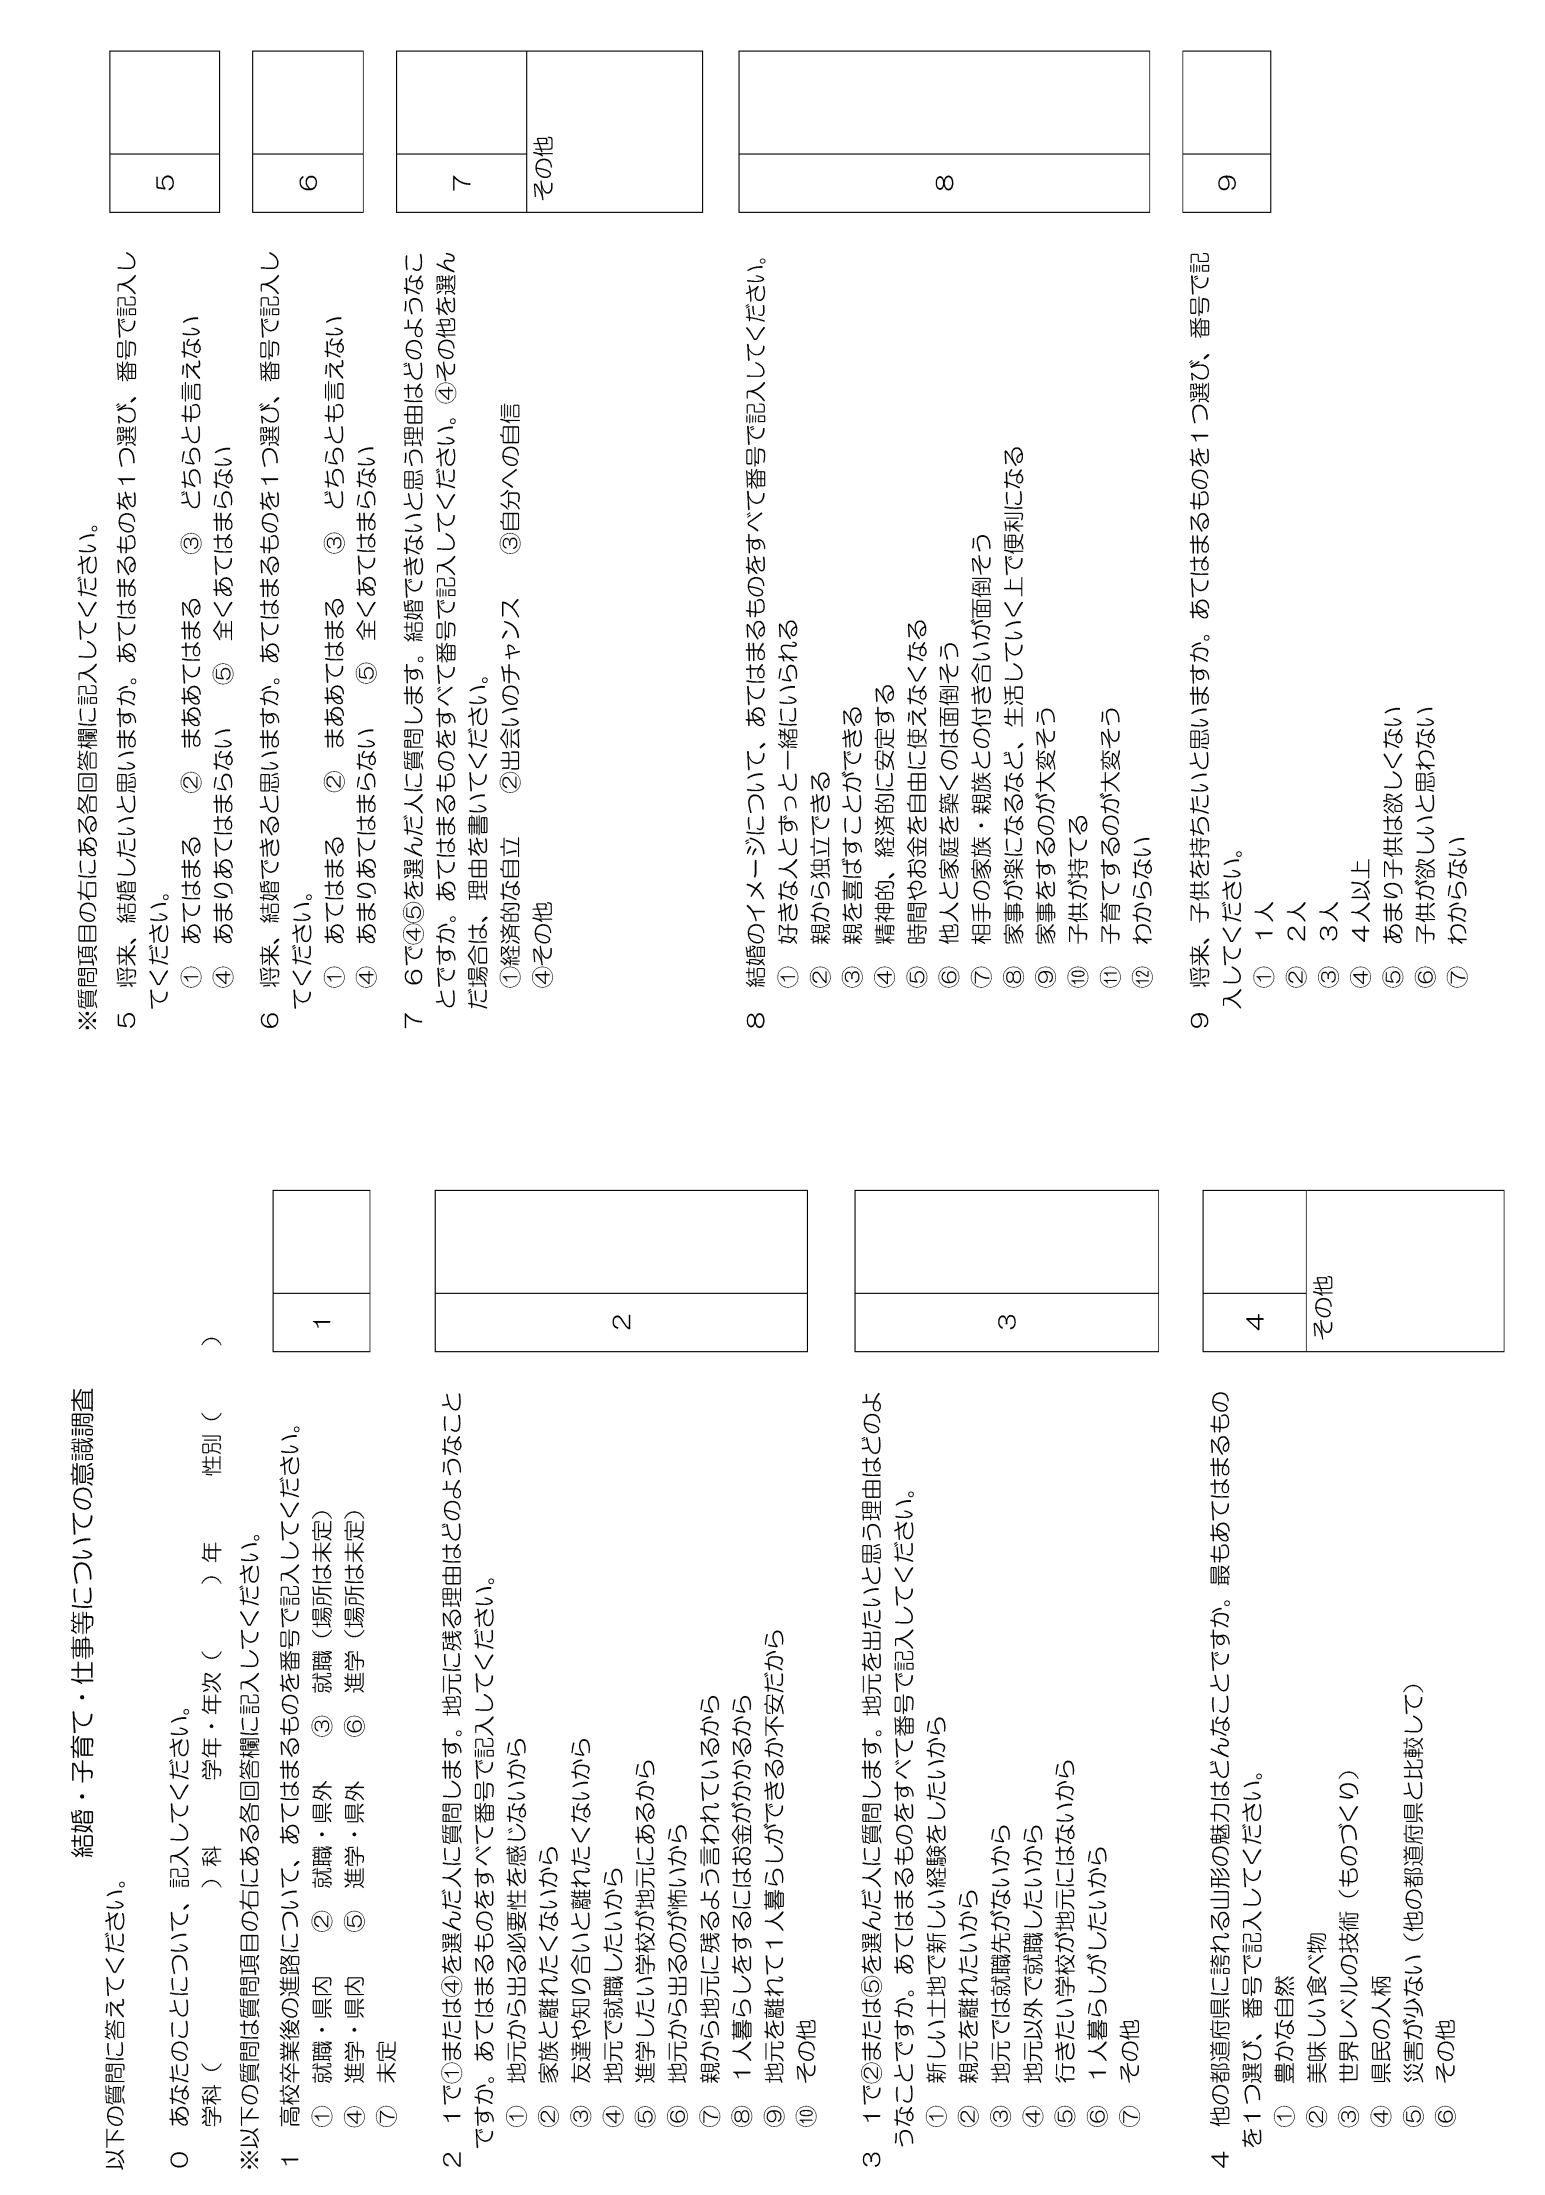 結婚・子育て・仕事等についての意識調査
以下の質問に答えてください。
0 あなたのことについて、記入してください。
学科（　　　）科　学年・年次（　　　）年　性別（　　　）
※以下の質問は質問項目の右にある各回答欄に記入してください。
1 高校卒業後の進路について、あてはまるものを番号で記入してください。
① 就職・県内 ② 就職・県外 ③ 就職（場所は未定）
④ 進学・県内 ⑤ 進学・県外 ⑥ 進学（場所は未定）
⑦ 未定
1
2 １で①または④を選んだ人に質問します。地元に残る理由はどのようなこと
ですか。あてはまるものをすべて番号で記入してください。
① 地元から出る必要性を感じないから
② 家族と離れたくないから
③ 友達や知り合いと離れたくないから
④ 地元で就職したいから
⑤ 進学したい学校が地元にあるから
⑥ 地元から出るのが怖いから
⑦ 親から地元に残るよう言われているから
⑧ １人暮らしをするにはお金がかかるから
⑨ 地元を離れて１人暮らしができるか不安だから
⑩ その他
2
3 １で②または⑤を選んだ人に質問します。地元を出たいと思う理由はどのよ
うなことですか。あてはまるものをすべて番号で記入してください。
① 新しい土地で新しい経験をしたいから
② 親元を離れたいから
③ 地元では就職先がないから
④ 地元以外で就職したいから
⑤ 行きたい学校が地元にはないから
⑥ １人暮らしがしたいから
⑦ その他
3
4 他の都道府県に誇れる山形の魅力はどんなことですか。最もあてはまるもの
を１つ選び、番号で記入してください。
① 豊かな自然
② 美味しい食べ物
③ 世界レベルの技術（ものづくり）
④ 県民の人柄
⑤ 災害が少ない（他の都道府県と比較して）
⑥ その他
4
その他
※質問項目の右にある各回答欄に記入してください。
5 将来、結婚したいと思いますか。あてはまるものを１つ選び、番号で記入し
てください。
① あてはまる ② まああてはまる ③ どちらとも言えない
④ あまりあてはまらない ⑤ 全くあてはまらない
5
6 将来、結婚できると思いますか。あてはまるものを１つ選び、番号で記入し
てください。
① あてはまる ② まああてはまる ③ どちらとも言えない
④ あまりあてはまらない ⑤ 全くあてはまらない
6
7 ６で④⑤を選んだ人に質問します。結婚できないと思う理由はどのようなこ
とですか。あてはまるものをすべて番号で記入してください。④その他を選ん
だ場合は、理由を書いてください。
①経済的な自立 ②出会いのチャンス ③自分への自信
④その他
7
その他
8 結婚のイメージについて、あてはまるものをすべて番号で記入してください。
① 好きな人とずっと一緒にいられる
② 親から独立できる
③ 親を喜ばすことができる
④ 精神的、経済的に安定する
⑤ 時間やお金を自由に使えなくなる
⑥ 他人と家庭を築くのは面倒そう
⑦ 相手の家族・親族との付き合いが面倒そう
⑧ 家事が楽になるなど、生活していく上で便利になる
⑨ 家事をするのが大変そう
⑩ 子供が持てる
⑪ 子育てするのが大変そう
⑫ わからない
8
9 将来、子供を持ちたいと思いますか。あてはまるものを１つ選び、番号で記
入してください。
① １人
② ２人
③ ３人
④ ４人以上
⑤ あまり子供は欲しくない
⑥ 子供が欲しいと思わない
⑦ わからない
9